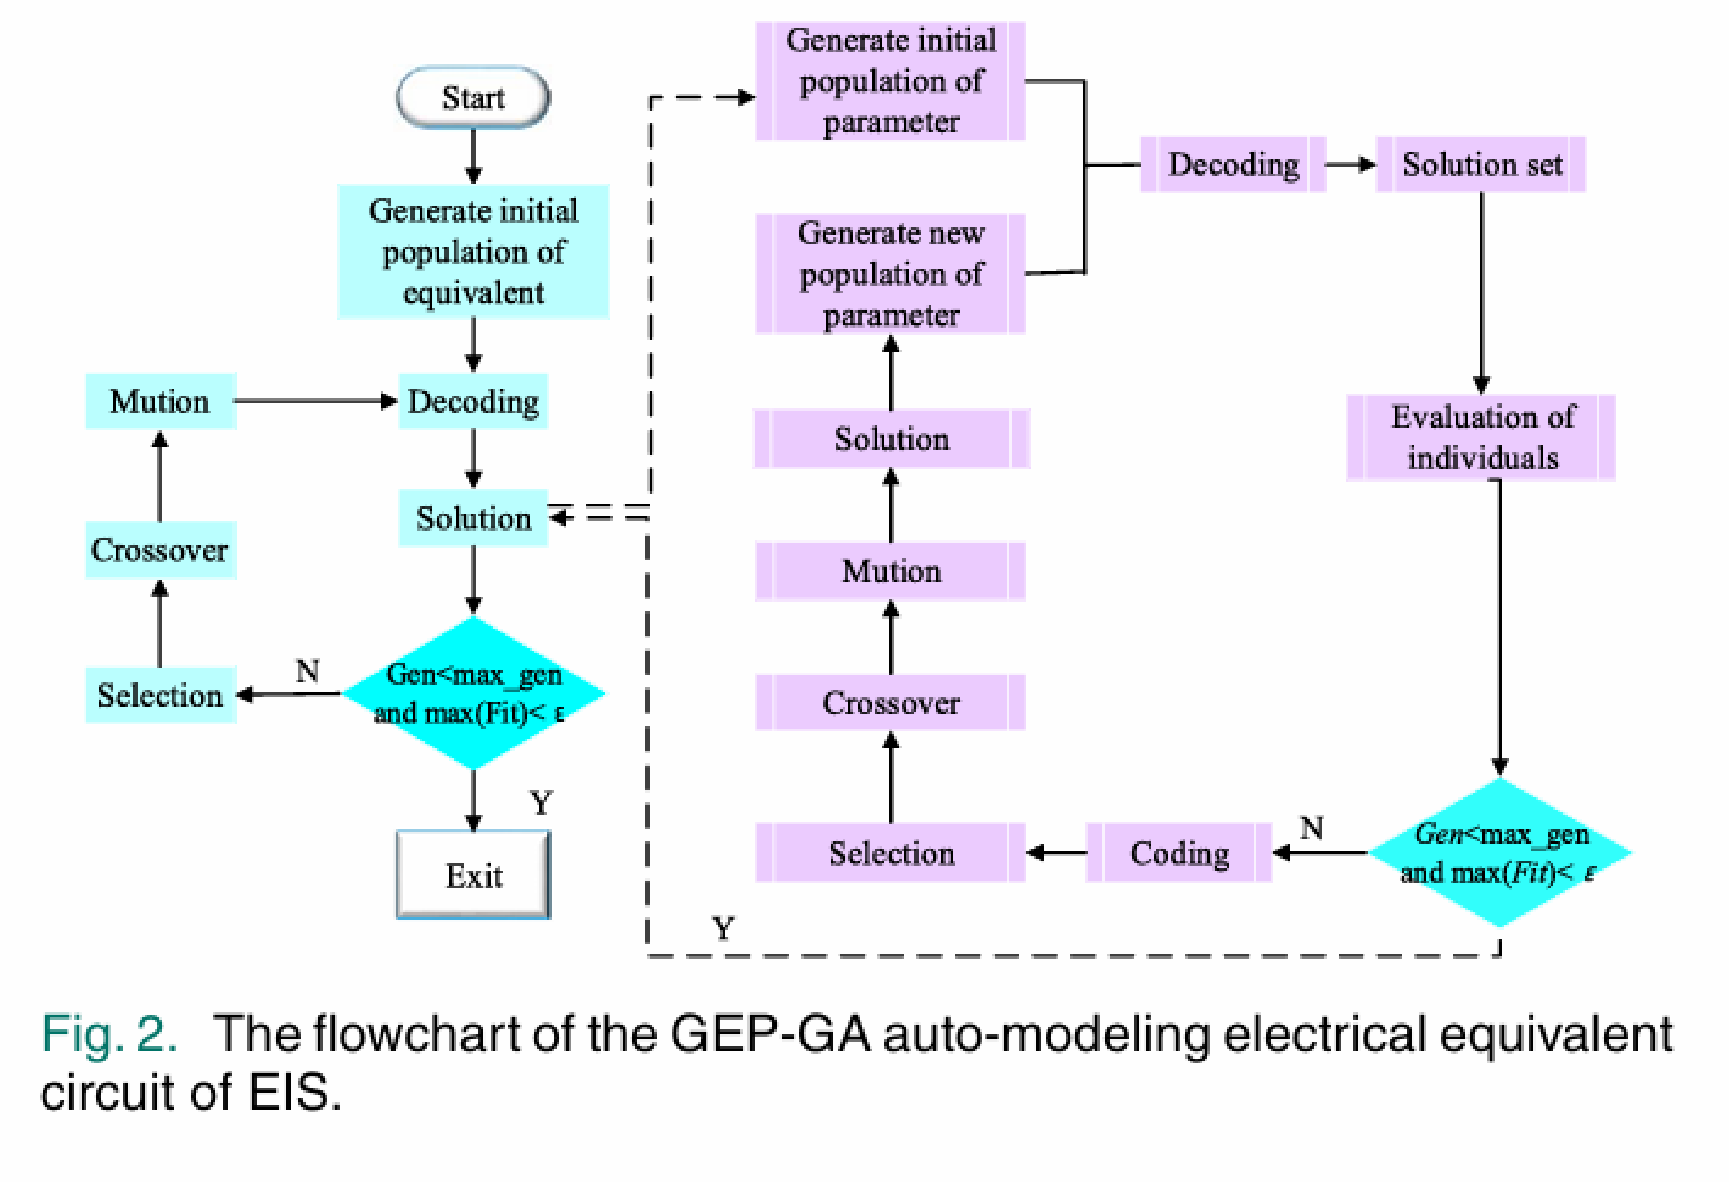 Start
Generate initial
population of
equivalent
Mution
Decoding
Crossover
Solution
Selection
N
Gen<max_gen
and max(Fit)< ε
Y
Exit
Generate initial
population of
parameter
Decoding
Solution set
Generate new
population of
parameter
Solution
Evaluation of
individuals
Mution
Crossover
Selection
Coding
N
Gen<max_gen
and max(Fit)< ε
Y
Fig. 2. The flowchart of the GEP-GA auto-modeling electrical equivalent
circuit of EIS.